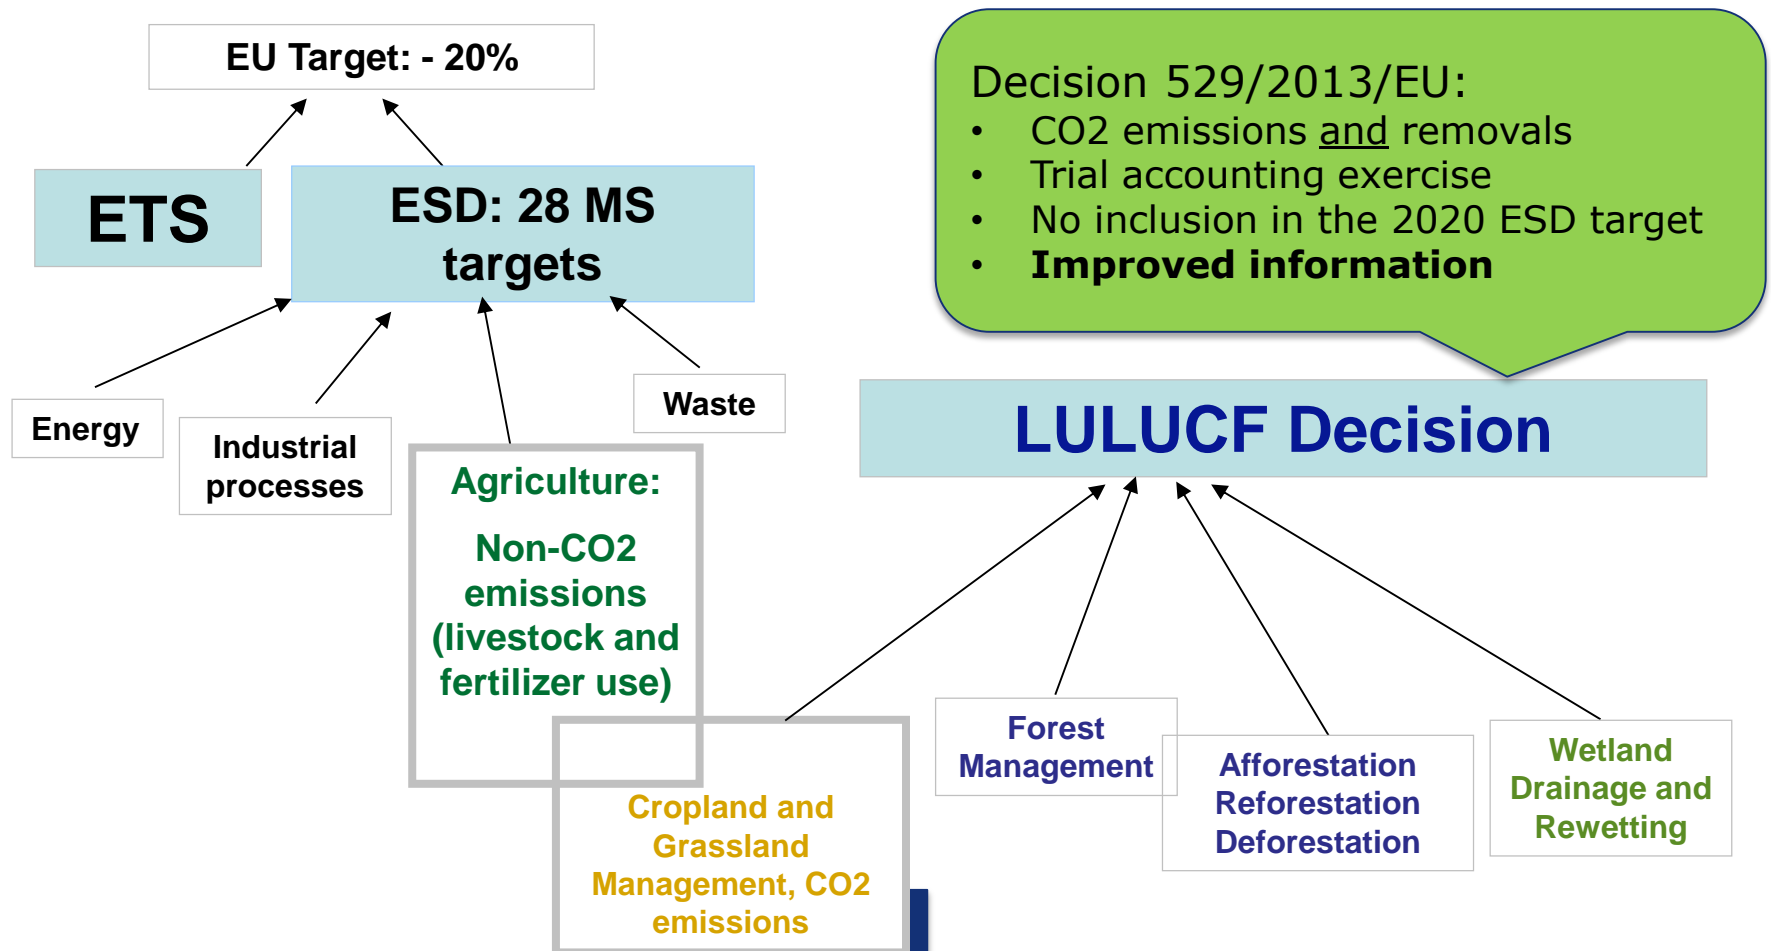 EU Target: - 20%
ETS
ESD: 28 MS
targets
Energy
Industrial
processes
Agriculture:
Non-CO2
emissions
(livestock and
fertilizer use)
Waste
Decision 529/2013/EU:
• CO2 emissions and removals
• Trial accounting exercise
• No inclusion in the 2020 ESD target
• Improved information
LULUCF Decision
Cropland and
Grassland
Management, CO2
emissions
Forest
Management
Afforestation
Reforestation
Deforestation
Wetland
Drainage and
Rewetting